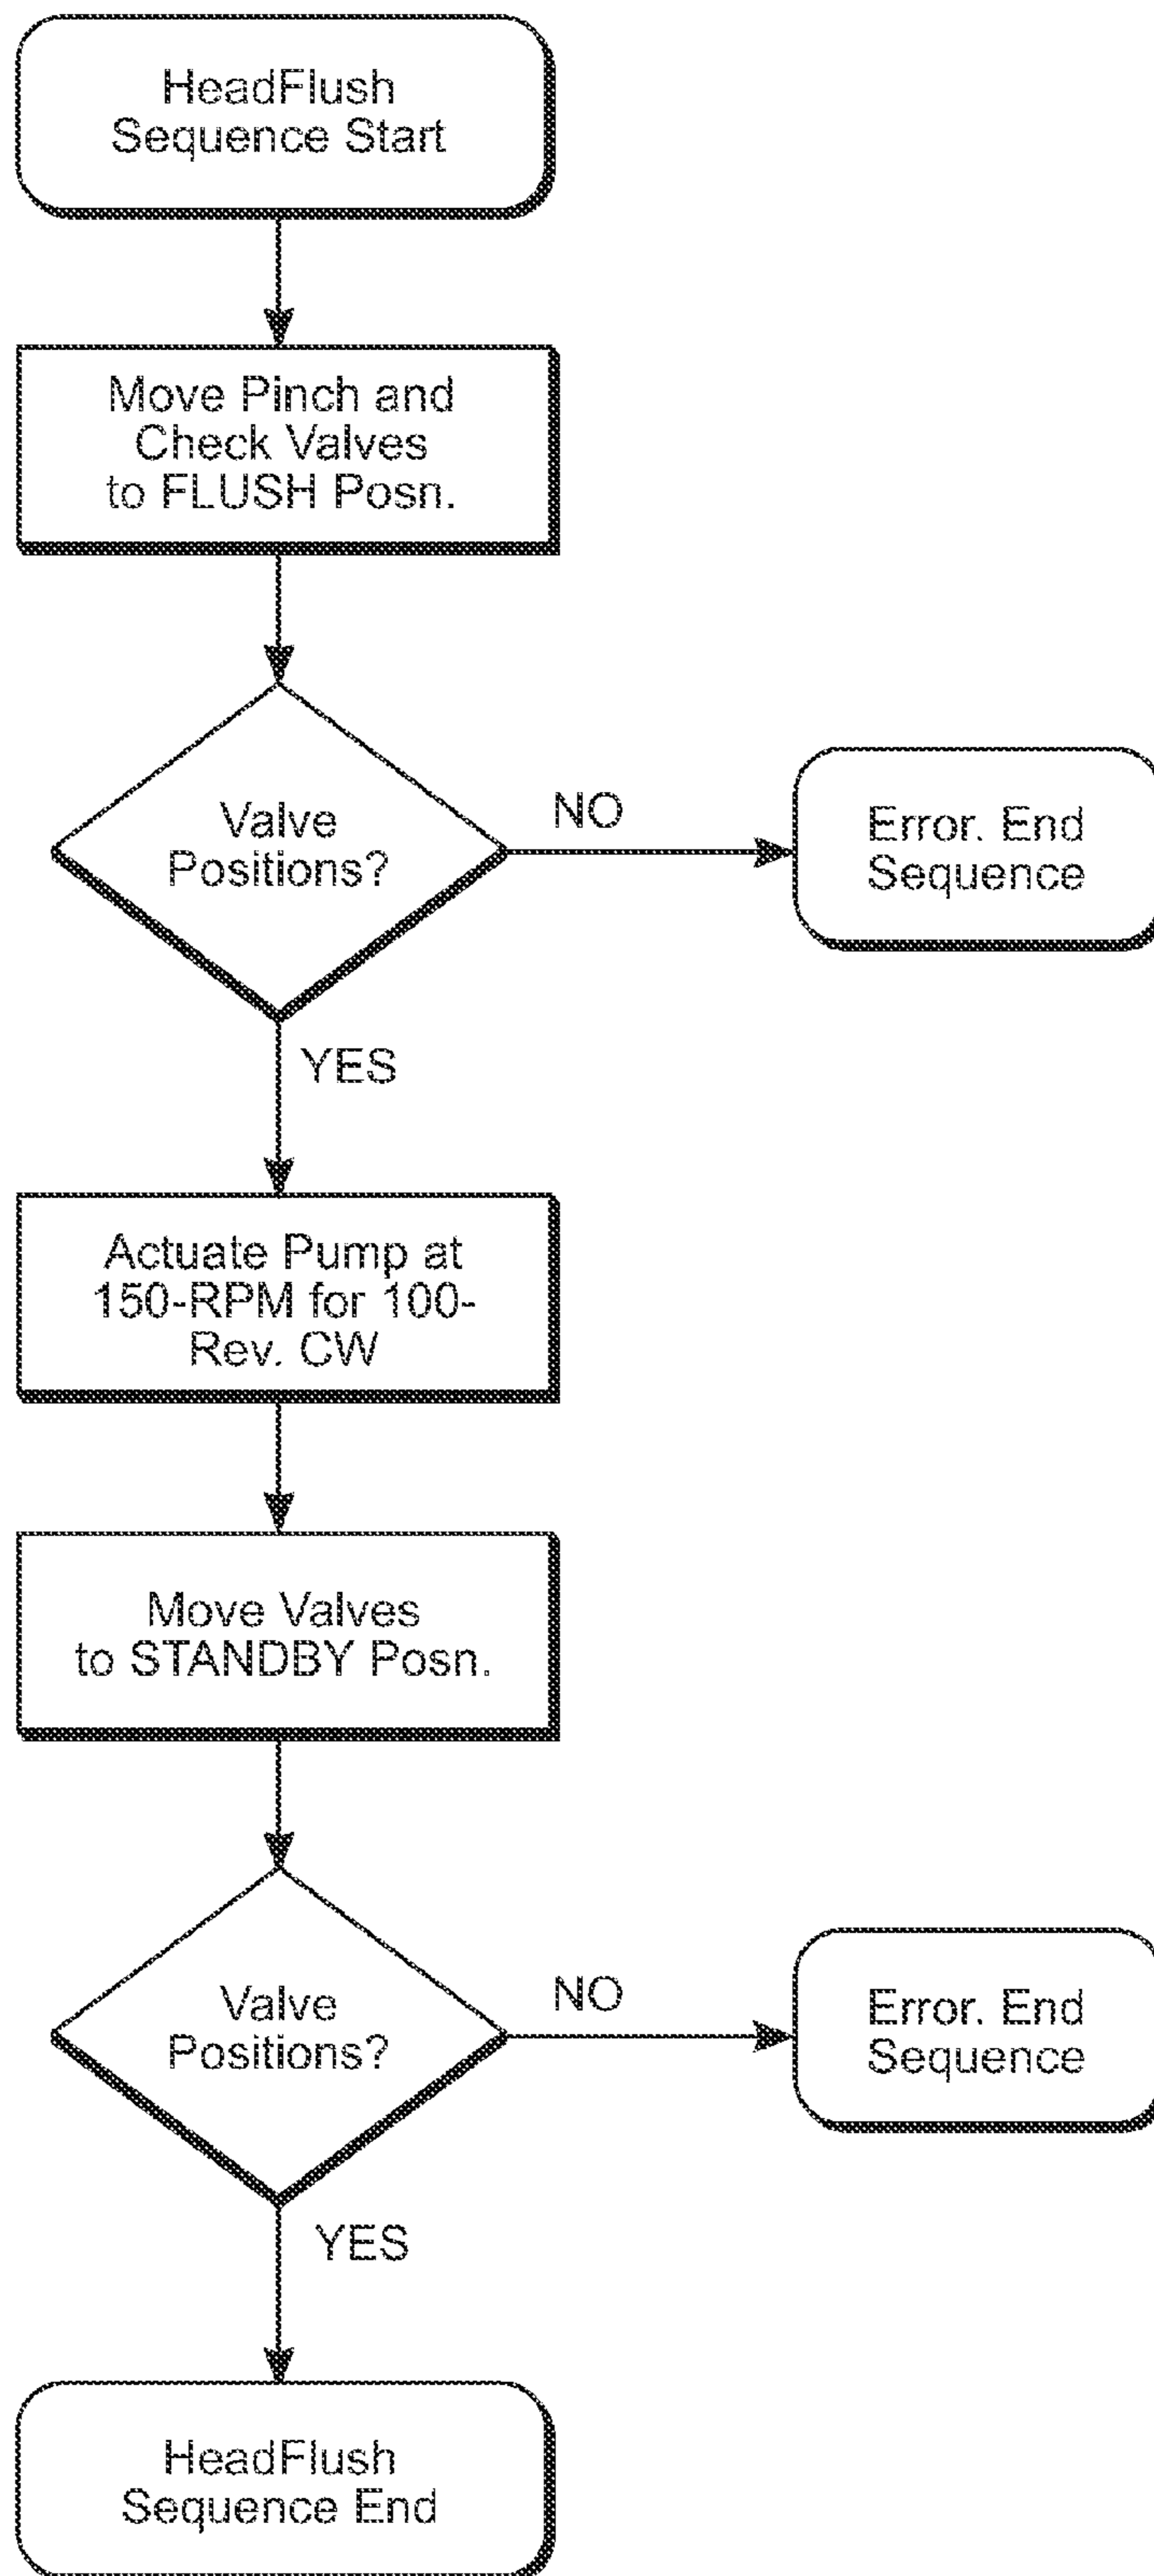 HeadFlush
Sequence Start
Move Pinch and
Check Valves
to FLUSH Posn.
Valve
Positions?
NO
Error. End
Sequence
YES
Actuate Pump at
150-RPM for 100-
Rev. CW
Move Valves
to STANDBY Posn.
Valve
Positions?
NO
Error. End
Sequence
YES
HeadFlush
Sequence End